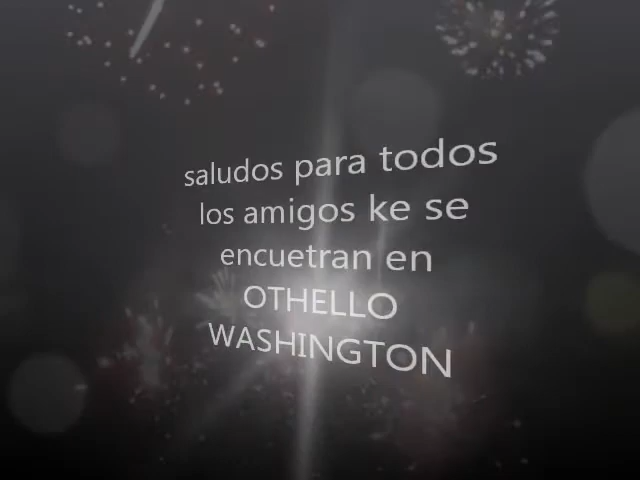 saludos para todos
los amigos ke se
encuetran en
OTHELLO
WASHINGTON